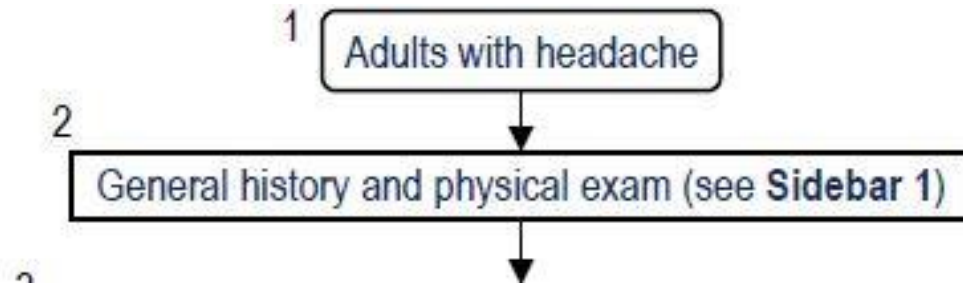 1
Adults with headache
2
General history and physical exam (see Sidebar 1)